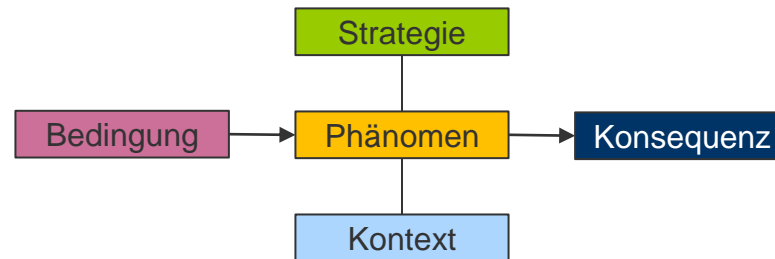 Strategie
Bedingung
Phänomen
Konsequenz
Kontext